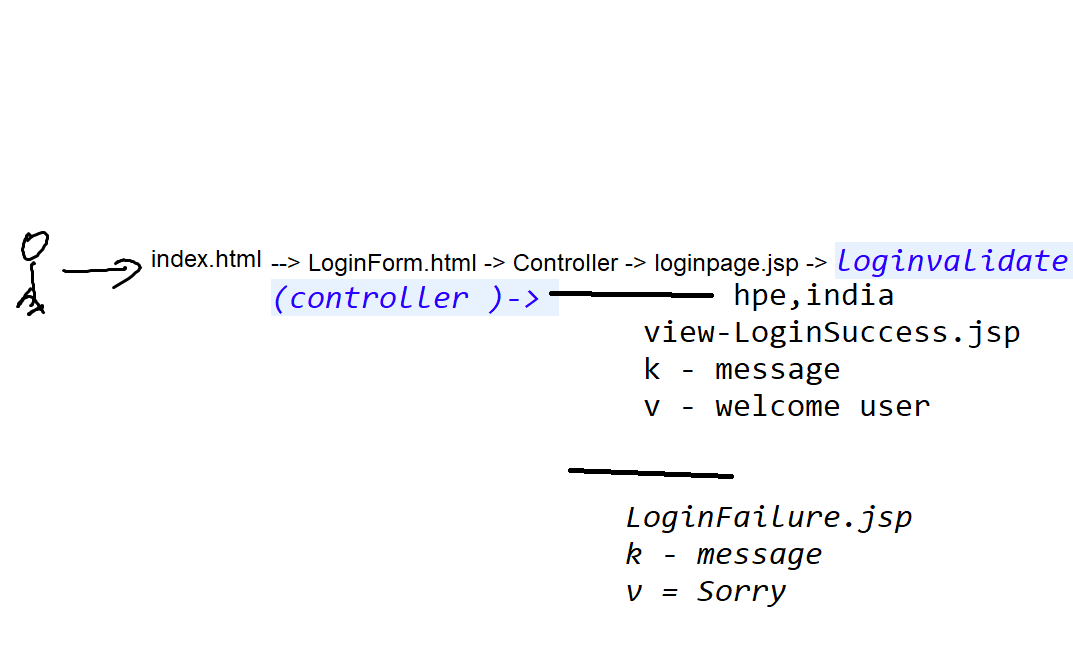 index.html --> LoginForm.html -> Controller -> loginpage.jsp -> loginvalidate
(controller )-> hpe,india
view-LoginSuccess.jsp
k - message
v - welcome user
LoginFailure.jsp
k - message
v = Sorry